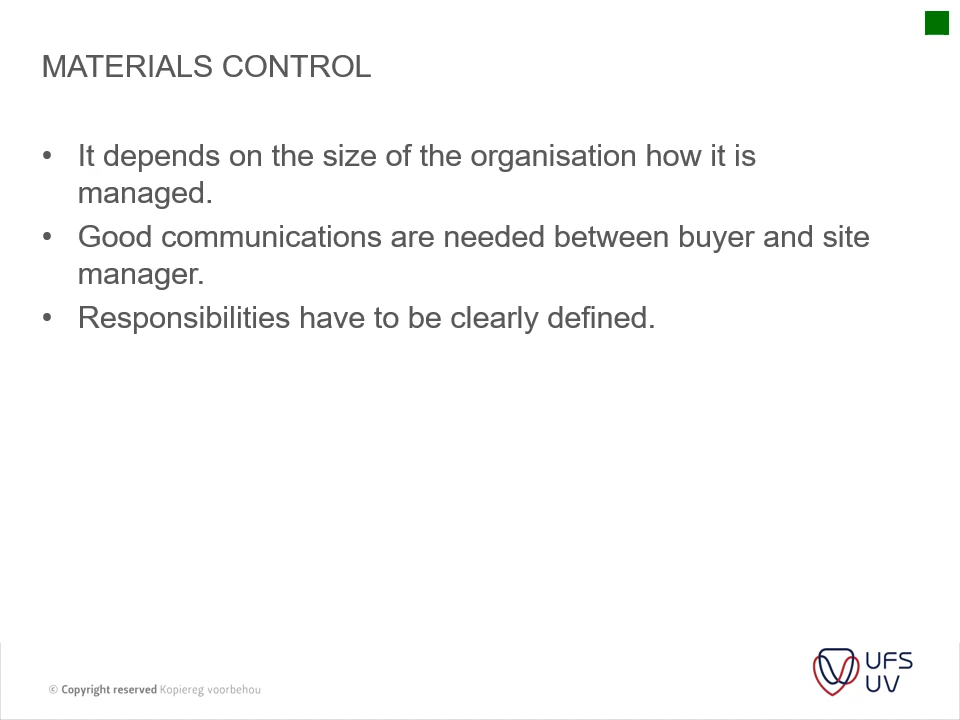 MATERIALS CONTROL
• It depends on the size of the organisation how it is
managed.
• Good communications are needed between buyer and site
manager.
• Responsibilities have to be clearly defined.
© Copyright reserved Kopiereg voorbehou
UFS
UV